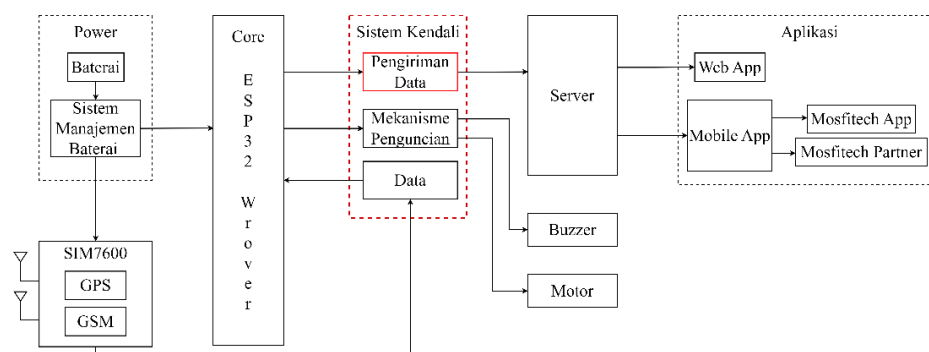 Power
Baterai
Sistem
Manajemen
Baterai
SIM7600
GPS
GSM
Core
E
S
P
3
2
W
r
o
v
e
r
Sistem Kendali
Pengiriman
Data
Mekanisme
Penguncian
Data
Server
Buzzer
Motor
Aplikasi
Web App
Mobile App
Mosfitech App
Mosfitech Partner